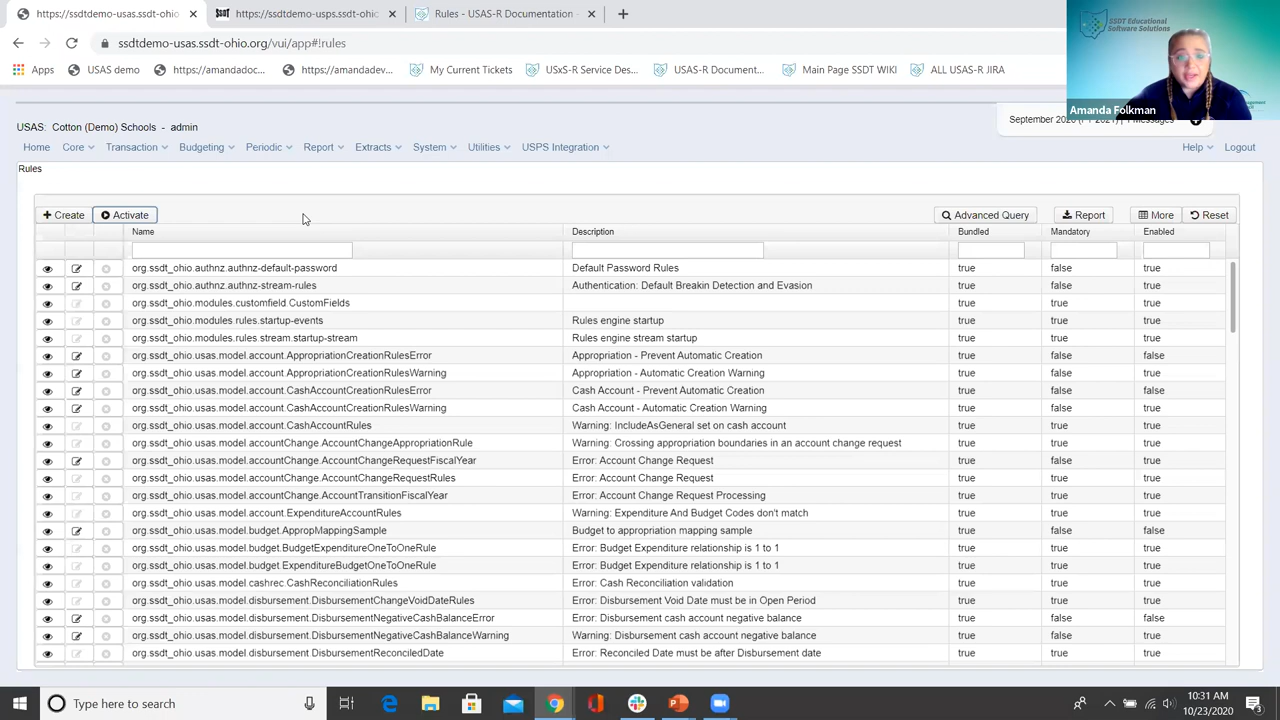 https://ssdtdemo-usas.ssdt-ohio.o
SSDT https://ssdtdemo-usps.ssdt-ohio.o
Rules - USAS-R Documentation -
ssdtdemo-usas.ssdt-ohio.org/vui/app#!rules
Apps USAS demo https://amandadoc... https://amandadev... My Current Tickets USxS-R Service Des... USAS-R Document... Main Page SSDT WIKI ALL USAS-R JIRA
SSDT Educational
Software Solutions
Amanda Folkman
USAS: Cotton (Demo) Schools - admin
Home Core Transaction Budgeting Periodic Report Extracts System Utilities USPS Integration Help Logout
Rules
Create Activate Advanced Query Report More Reset
Name Description Bundled Mandatory Enabled
org.ssdt_ohio.authnz.authnz-default-password Default Password Rules true false true
org.ssdt_ohio.authnz.authnz-stream-rules Authentication: Default Breakin Detection and Evasion true false true
org.ssdt_ohio.modules.customfield.CustomFields true true true
org.ssdt_ohio.modules.rules.startup-events Rules engine startup true true true
org.ssdt_ohio.modules.rules.stream.startup-stream Rules engine stream startup true true true
org.ssdt_ohio.usas.model.account.AppropriationCreationRulesError Appropriation - Prevent Automatic Creation true false false
org.ssdt_ohio.usas.model.account.AppropriationCreationRulesWarning Appropriation - Automatic Creation Warning true false true
org.ssdt_ohio.usas.model.account.CashAccountCreationRulesError Cash Account - Prevent Automatic Creation true false false
org.ssdt_ohio.usas.model.account.CashAccountCreationRulesWarning Cash Account - Automatic Creation Warning true false true
org.ssdt_ohio.usas.model.account.CashAccountRules Warning: IncludeAsGeneral set on cash account true true true
org.ssdt_ohio.usas.model.accountChange.AccountChangeAppropriationRule Warning: Crossing appropriation boundaries in an account change request true true true
org.ssdt_ohio.usas.model.accountChange.AccountChangeRequestFiscalYear Error: Account Change Request true false true
org.ssdt_ohio.usas.model.accountChange.AccountChangeRequestRules Error: Account Change Request true true true
org.ssdt_ohio.usas.model.accountChange.AccountTransitionFiscalYear Error: Account Change Request Processing true true true
org.ssdt_ohio.usas.model.account.ExpenditureAccountRules Warning: Expenditure And Budget Codes don't match true true true
org.ssdt_ohio.usas.model.budget.AppropMappingSample Budget to appropriation mapping sample true false false
org.ssdt_ohio.usas.model.budget.BudgetExpenditureOneToOneRule Error: Budget Expenditure relationship is 1 to 1 true true true
org.ssdt_ohio.usas.model.budget.ExpenditureBudgetOneToOneRule Error: Budget Expenditure relationship is 1 to 1 true true true
org.ssdt_ohio.usas.model.cashrec.CashReconciliationRules Error: Cash Reconciliation validation true true true
org.ssdt_ohio.usas.model.disbursement.DisbursementChangeVoidDateRules Error: Disbursement Void Date must be in Open Period true true true
org.ssdt_ohio.usas.model.disbursement.DisbursementNegativeCashBalanceError Error: Disbursement cash account negative balance true false false
org.ssdt_ohio.usas.model.disbursement.DisbursementNegativeCashBalanceWarning Warning: Disbursement cash account negative balance true false true
org.ssdt_ohio.usas.model.disbursement.DisbursementReconciledDate Error: Reconciled Date must be after Disbursement date true true true
Type here to search
10:31 AM
10/23/2020